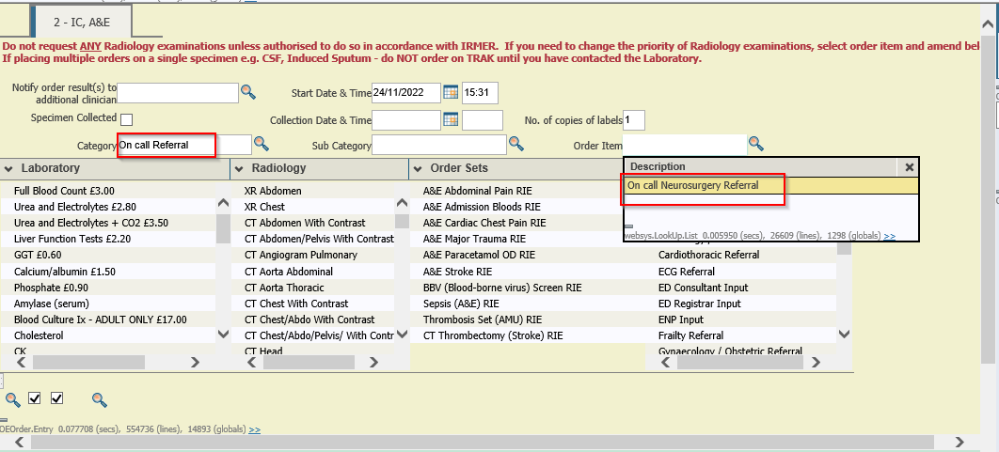 2 - IC, A&E
Do not request ANY Radiology examinations unless authorised to do so in accordance with IRMER. If you need to change the priority of Radiology examinations, select order item and amend bel
If placing multiple orders on a single specimen e.g. CSF, Induced Sputum - do NOT order on TRAK until you have contacted the Laboratory.
Notify order result(s) to
additional clinician
Start Date & Time 24/11/2022 15:31
Specimen Collected
Collection Date & Time
No. of copies of labels 1
Category On call Referral
Sub Category
Order Item
Laboratory
Full Blood Count £3.00
Urea and Electrolytes £2.80
Urea and Electrolytes + CO2 £3.50
Liver Function Tests £2.20
GGT £0.60
Calcium/albumin £1.50
Phosphate £0.90
Amylase (serum)
Blood Culture Ix - ADULT ONLY £17.00
Cholesterol
CK
Radiology
XR Abdomen
XR Chest
CT Abdomen With Contrast
CT Abdomen/Pelvis With Contrast
CT Angiogram Pulmonary
CT Aorta Abdominal
CT Aorta Thoracic
CT Chest With Contrast
CT Chest/Abdo With Contrast
CT Chest/Abdo/Pelvis/ With Contr
CT Head
Order Sets
A&E Abdominal Pain RIE
A&E Admission Bloods RIE
A&E Cardiac Chest Pain RIE
A&E Major Trauma RIE
A&E Paracetamol OD RIE
A&E Stroke RIE
BBV (Blood-borne virus) Screen RIE
Sepsis (A&E) RIE
Thrombosis Set (AMU) RIE
CT Thrombectomy (Stroke) RIE
Description
On call Neurosurgery Referral
websys.LookUp.List 0.005950 (secs), 26609 (lines), 1298 (globals) >>
Cardiothoracic Referral
ECG Referral
ED Consultant Input
ED Registrar Input
ENP Input
Frailty Referral
Gynaecology / Obstetric Referral
OEOrder.Entry 0.077708 (secs), 554736 (lines), 14893 (globals) >>